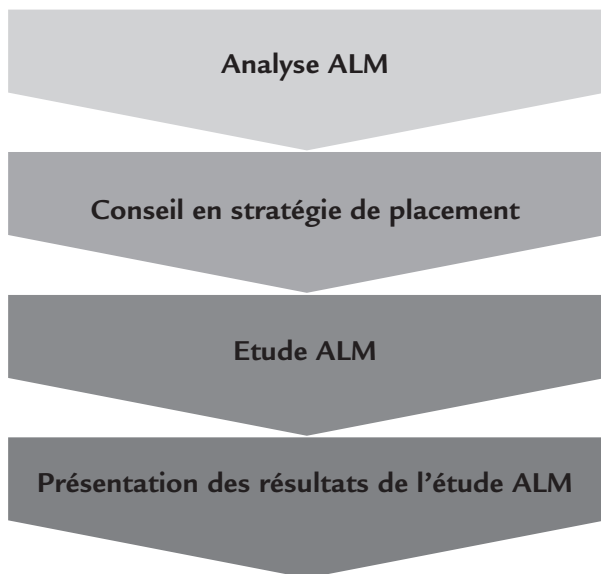 Analyse ALM
Conseil en stratégie de placement
Etude ALM
Présentation des résultats de l’étude ALM